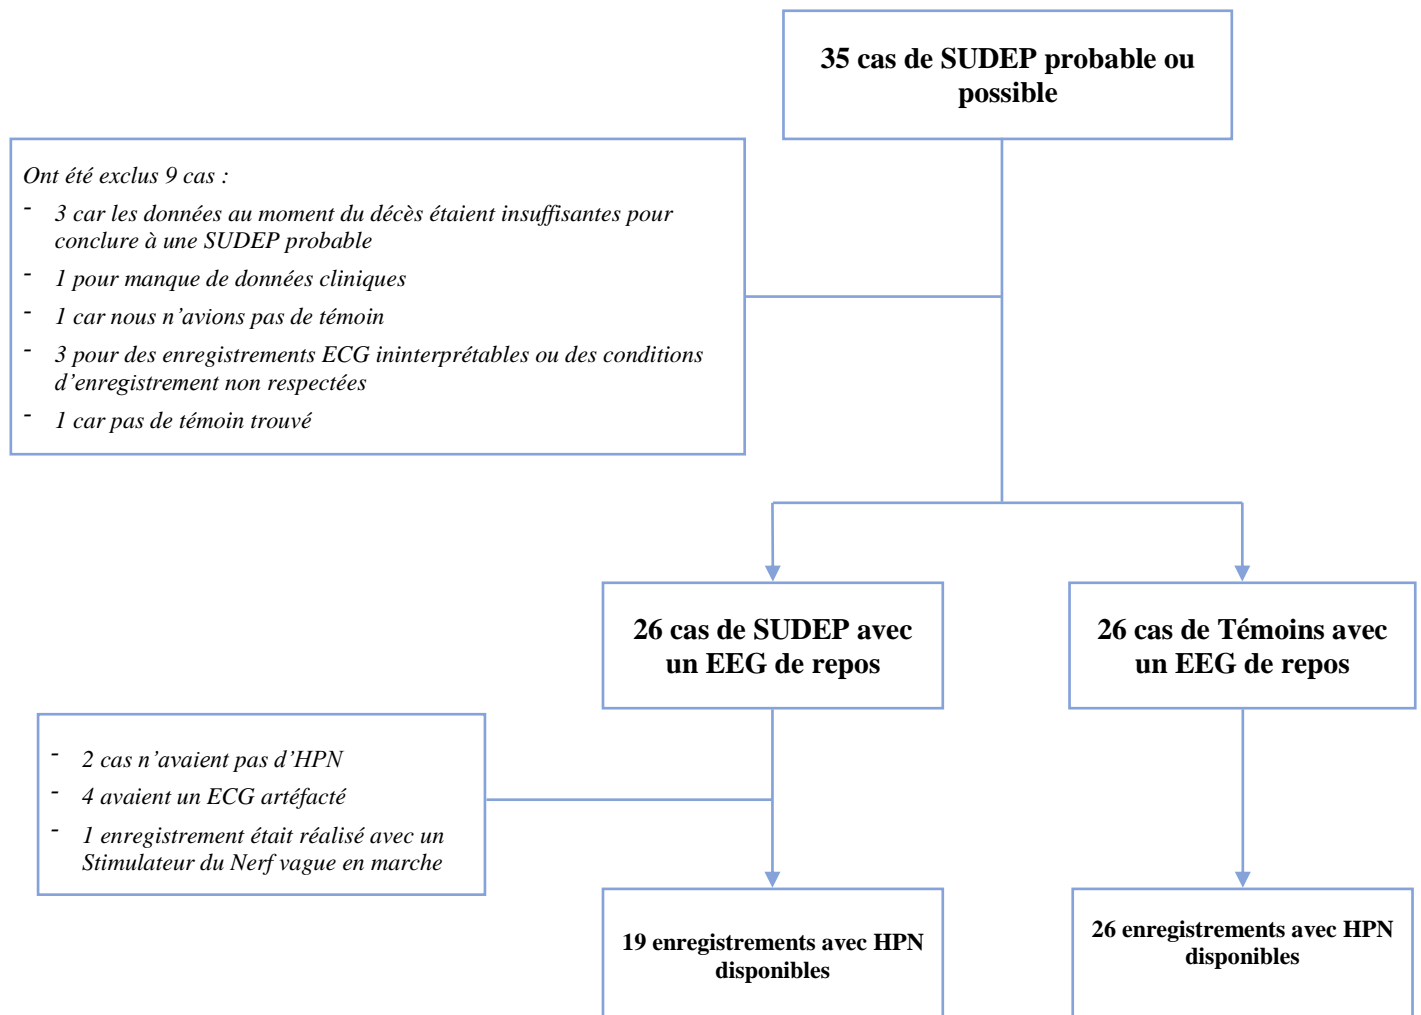 35 cas de SUDEP probable ou
possible
Ont été exclus 9 cas :
- 3 car les données au moment du décès étaient insuffisantes pour
conclure à une SUDEP probable
- 1 pour manque de données cliniques
- 1 car nous n’avions pas de témoin
- 3 pour des enregistrements ECG ininterprétables ou des conditions
d’enregistrement non respectées
- 1 car pas de témoin trouvé
26 cas de SUDEP avec
un EEG de repos
26 cas de Témoins avec
un EEG de repos
- 2 cas n’avaient pas d’HPN
- 4 avaient un ECG artéfacté
- 1 enregistrement était réalisé avec un
Stimulateur du Nerf vague en marche
19 enregistrements avec HPN
disponibles
26 enregistrements avec HPN
disponibles